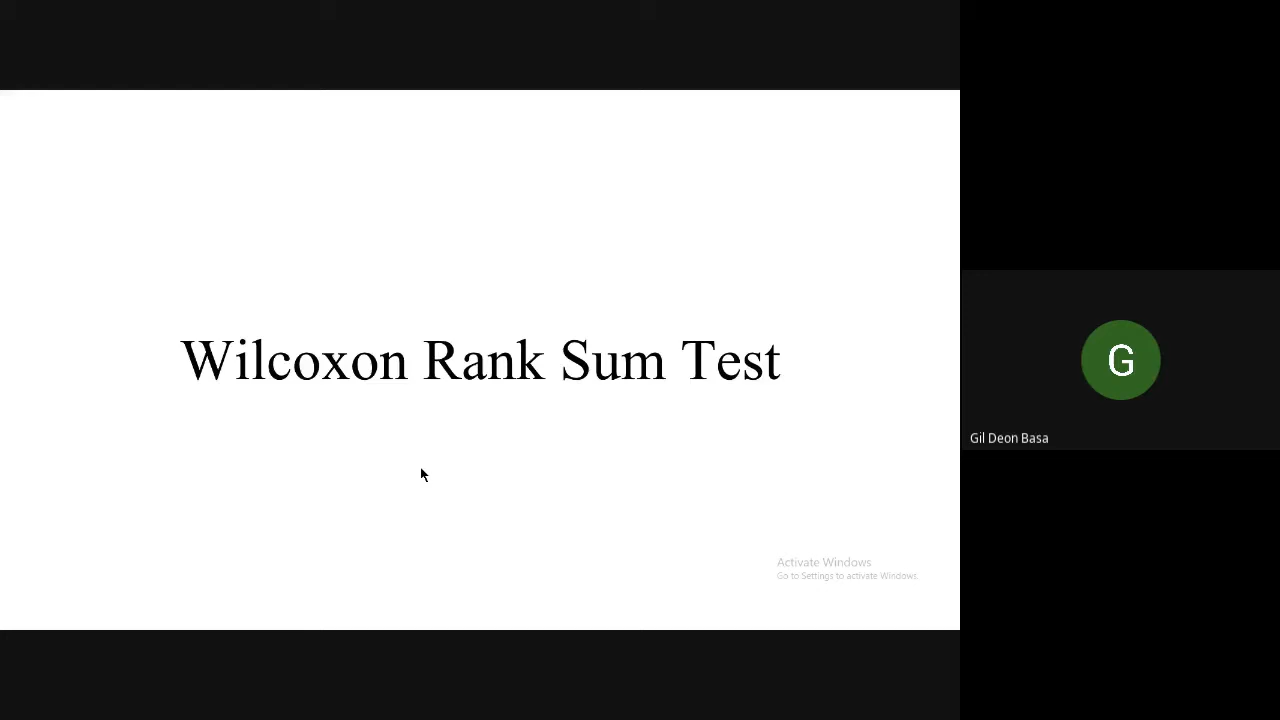 Wilcoxon Rank Sum Test
G
Gil Deon Basa
Activate Windows
Go to Settings to activate Windows.